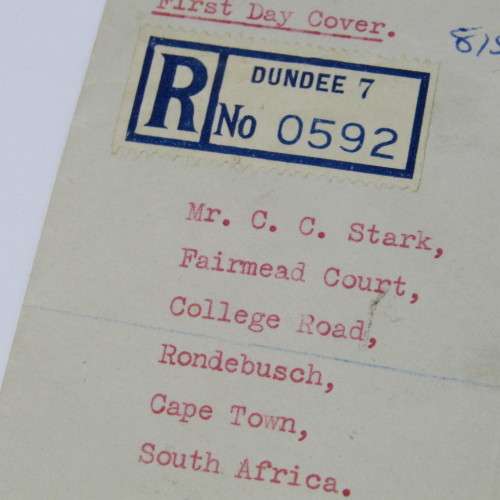 First Day Cover.
R
DUNDEE 7
No 0592
Mr. C. C. Stark,
Fairmead Court,
College Road,
Rondebusch,
Cape Town,
South Africa.